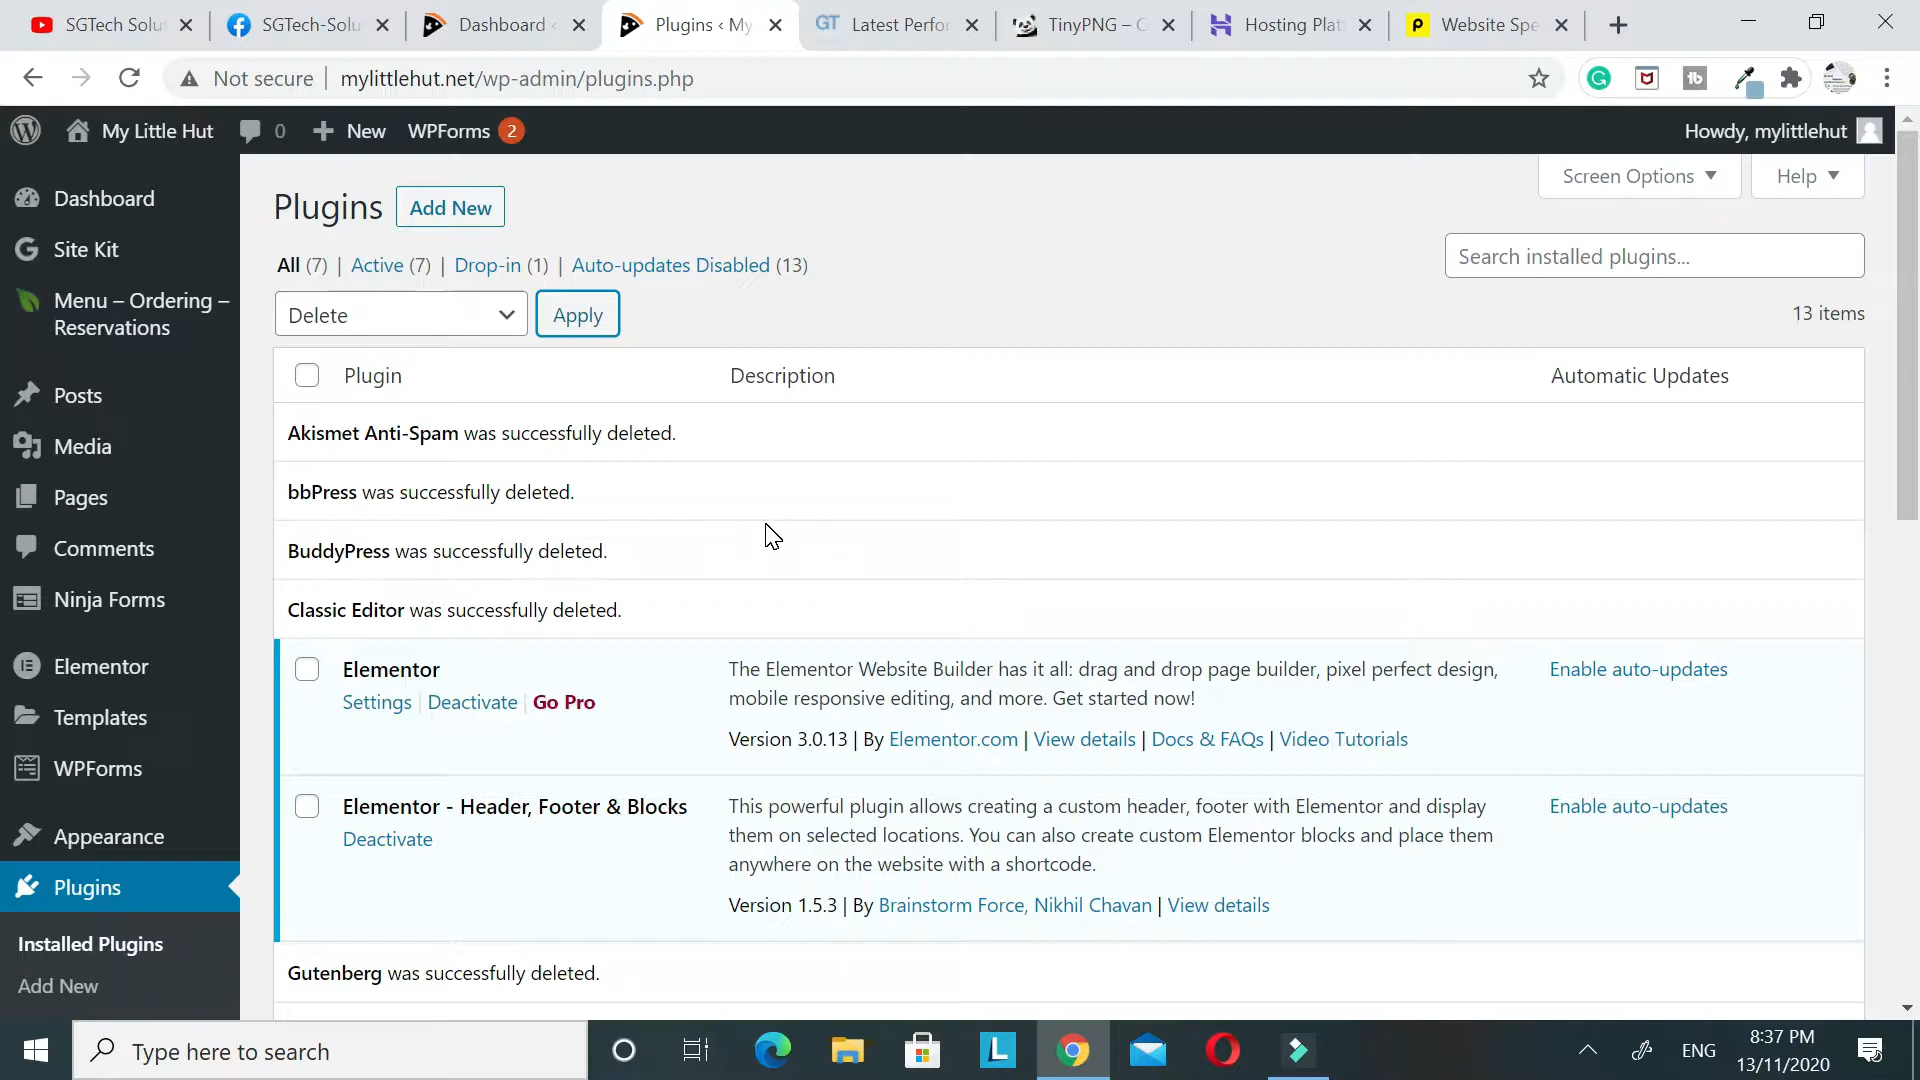 SGTech Solu
SGTech-Solu
Dashboard
Plugins ‹ My
GT Latest Perfor
TinyPNG – C
Hosting Plat
p Website Spe
Not secure
mylittlehut.net/wp-admin/plugins.php
My Little Hut
0
New
WPForms 2
Howdy, mylittlehut
Screen Options
Help
Dashboard
Site Kit
Menu – Ordering –
Reservations
Posts
Media
Pages
Comments
Ninja Forms
Elementor
Templates
WPForms
Appearance
Plugins
Installed Plugins
Add New
Plugins
Add New
All (7) | Active (7) | Drop-in (1) | Auto-updates Disabled (13)
Search installed plugins...
Delete
Apply
13 items
Plugin
Description
Automatic Updates
Akismet Anti-Spam was successfully deleted.
bbPress was successfully deleted.
BuddyPress was successfully deleted.
Classic Editor was successfully deleted.
Elementor
Settings | Deactivate | Go Pro
The Elementor Website Builder has it all: drag and drop page builder, pixel perfect design,
mobile responsive editing, and more. Get started now!
Version 3.0.13 | By Elementor.com | View details | Docs & FAQs | Video Tutorials
Enable auto-updates
Elementor - Header, Footer & Blocks
Deactivate
This powerful plugin allows creating a custom header, footer with Elementor and display
them on selected locations. You can also create custom Elementor blocks and place them
anywhere on the website with a shortcode.
Version 1.5.3 | By Brainstorm Force, Nikhil Chavan | View details
Enable auto-updates
Gutenberg was successfully deleted.
Type here to search
L
ENG
8:37 PM
13/11/2020